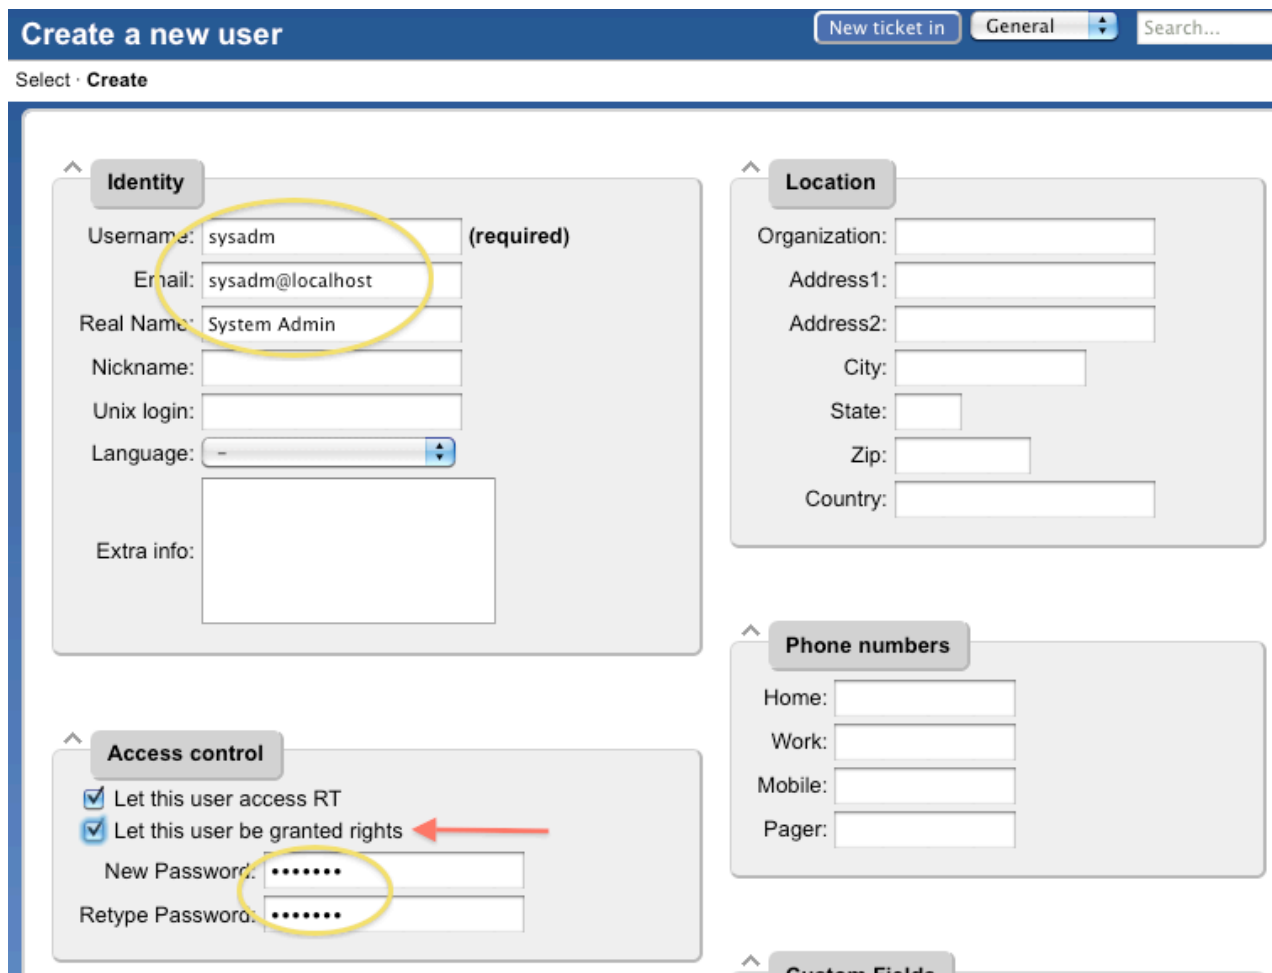 Create a new user
New ticket in General Search...
Select · Create
Identity
Username: sysadm (required)
Email: sysadm@localhost
Real Name: System Admin
Nickname:
Unix login:
Language: -
Extra info:
Access control
Let this user access RT
Let this user be granted rights
New Password: •••••••
Retype Password: •••••••
Location
Organization:
Address1:
Address2:
City:
State:
Zip:
Country:
Phone numbers
Home:
Work:
Mobile:
Pager:
Custom Fields